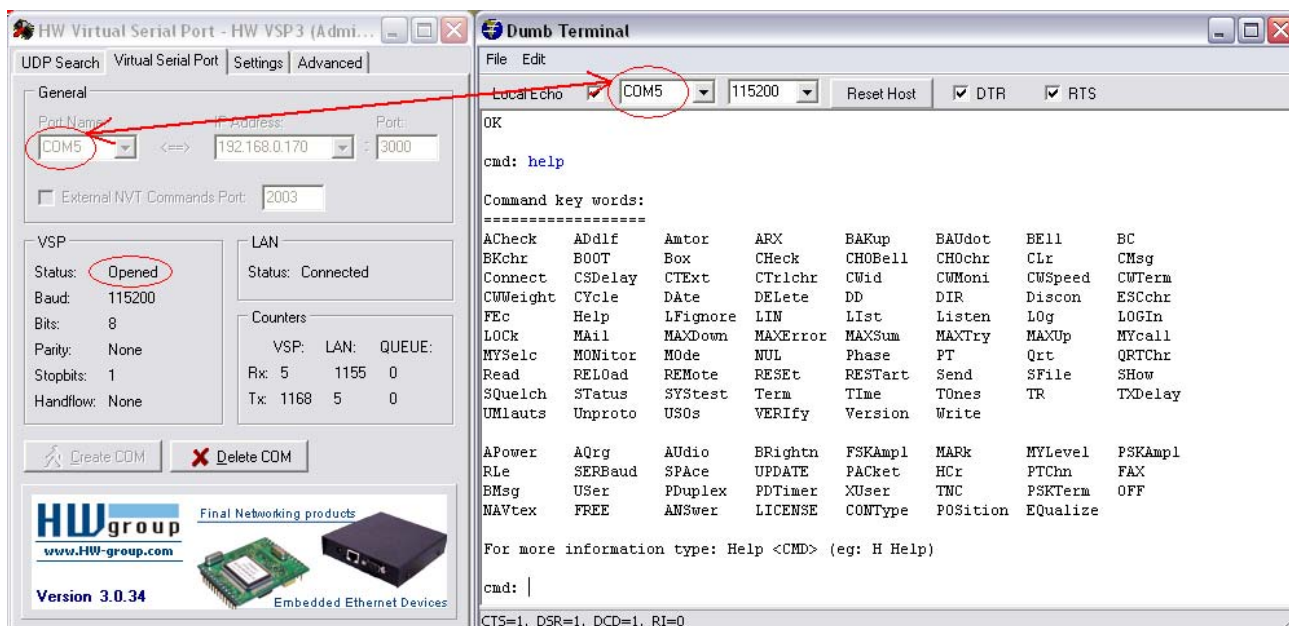 HW Virtual Serial Port - HW VSP3 (Admi...
UDP Search Virtual Serial Port Settings Advanced
General
Port Name: IP Address: Port:
COM5 <==> 192.168.0.170 : 3000
External NVT Commands Port: 2003
VSP
Status: Opened
Baud: 115200
Bits: 8
Parity: None
Stopbits: 1
Handflow: None
LAN
Status: Connected
Counters
VSP: LAN: QUEUE:
Rx: 5 1155 0
Tx: 1168 5 0
Create COM Delete COM
HW group
www.HW-group.com
Version 3.0.34
Final Networking products
Embedded Ethernet Devices
Dumb Terminal
File Edit
Local Echo COM5 115200 Reset Host DTR RTS
OK
cmd: help
Command key words:
==================
ACheck ADdlf Amtor ARX BAKup BAUdot BEll BC
BKchr BOOT Box CHeck CHOBell CHOchr CLr CMsg
Connect CSDelay CTExt CTrlchr CWid CWMoni CWSpeed CWTerm
CWWeight CYcle DAte DELete DD DIR Discon ESCchr
FEc Help LFignore LIN LIst Listen LOg LOGIn
LOCk MAil MAXDown MAXError MAXSum MAXTry MAXUp MYcall
MYSelc MONitor MOde NUL Phase PT Qrt QRTChr
Read RELOad REMote RESEt RESTart Send SFile SHow
SQuelch STatus SYStest Term TIme TOnes TR TXDelay
UMlauts Unproto USOs VERIfy Version Write
APower AQrg AUdio BRightn FSKAmpl MARk MYLevel PSKAmpl
RLe SERBaud SPAce UPDATE PACket HCr PTChn FAX
BMsg USer PDuplex PDTimer XUser TNC PSKTerm OFF
NAVtex FREE ANSwer LICENSE CONType POSition EQualize
For more information type: Help <CMD> (eg: H Help)
cmd:
CTS=1, DSR=1, DCD=1, RI=0